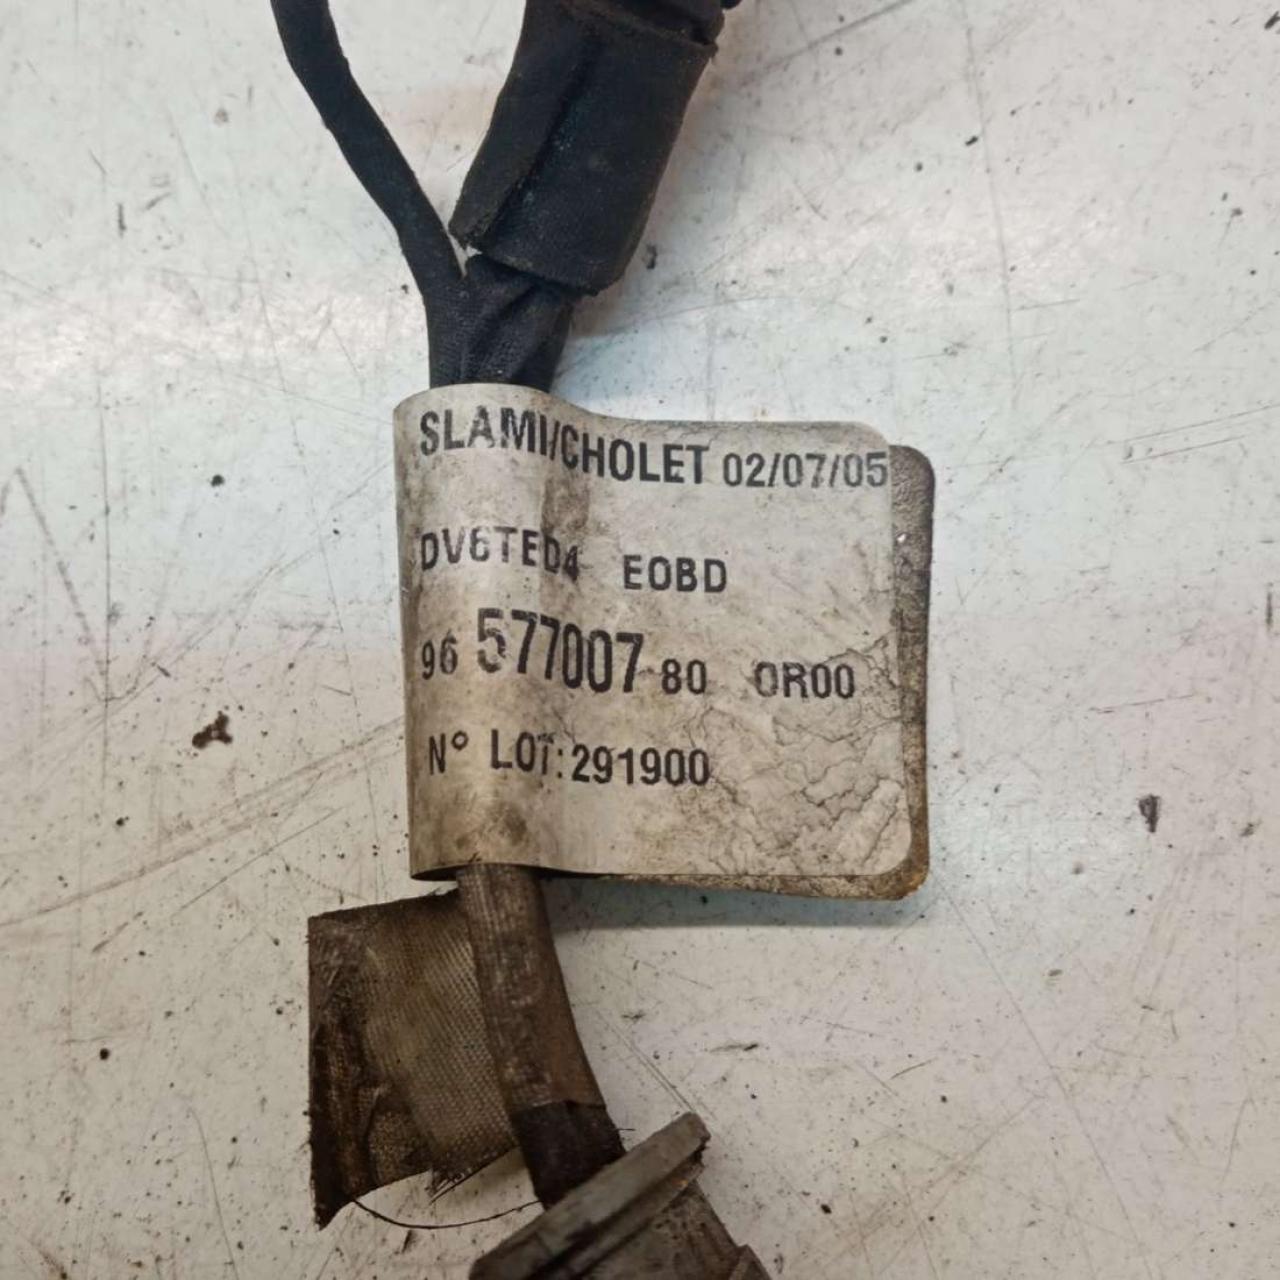 SLAMI/CHOLET 02/07/05
DV6TED4 EOBD
96 577007 80 0R00
N° LOT:291900